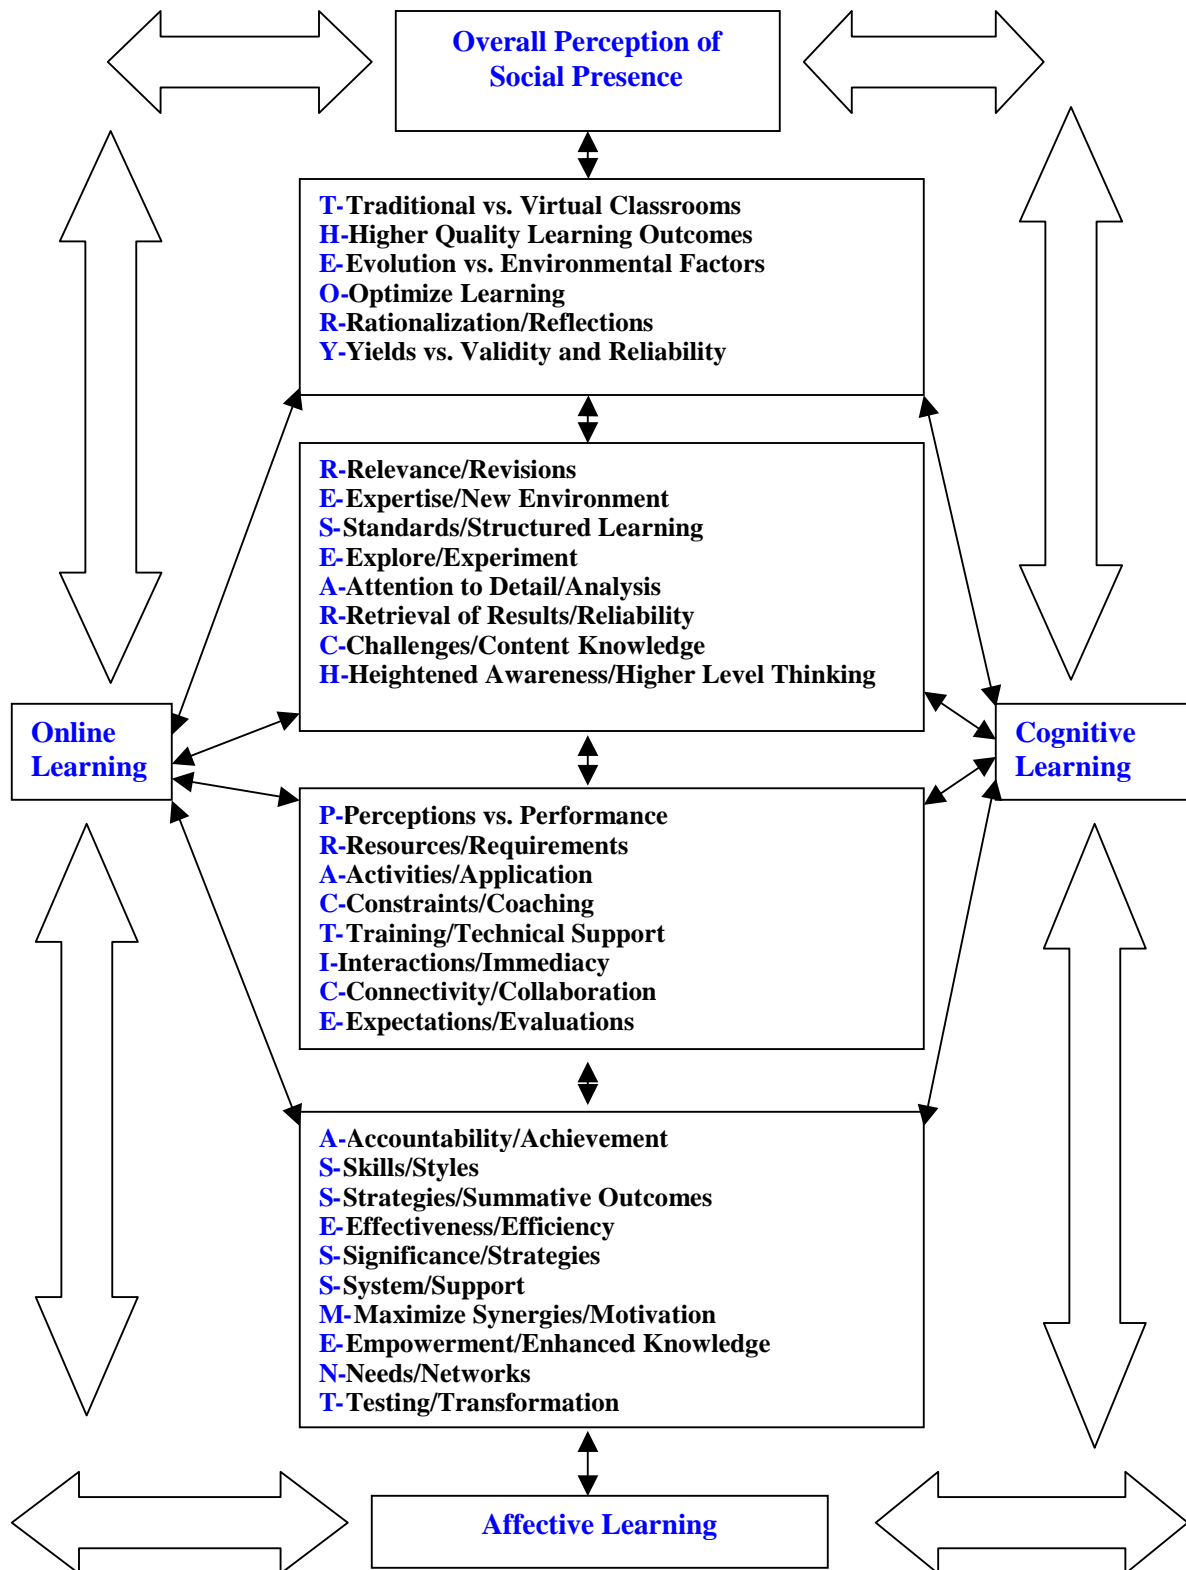 Overall Perception of
Social Presence
T-Traditional vs. Virtual Classrooms
H-Higher Quality Learning Outcomes
E-Evolution vs. Environmental Factors
O-Optimize Learning
R-Rationalization/Reflections
Y-Yields vs. Validity and Reliability
R-Relevance/Revisions
E-Expertise/New Environment
S-Standards/Structured Learning
E-Explore/Experiment
A-Attention to Detail/Analysis
R-Retrieval of Results/Reliability
C-Challenges/Content Knowledge
H-Heightened Awareness/Higher Level Thinking
Online
Learning
Cognitive
Learning
P-Perceptions vs. Performance
R-Resources/Requirements
A-Activities/Application
C-Constraints/Coaching
T-Training/Technical Support
I-Interactions/Immediacy
C-Connectivity/Collaboration
E-Expectations/Evaluations
A-Accountability/Achievement
S-Skills/Styles
S-Strategies/Summative Outcomes
E-Effectiveness/Efficiency
S-Significance/Strategies
S-System/Support
M-Maximize Synergies/Motivation
E-Empowerment/Enhanced Knowledge
N-Needs/Networks
T-Testing/Transformation
Affective Learning